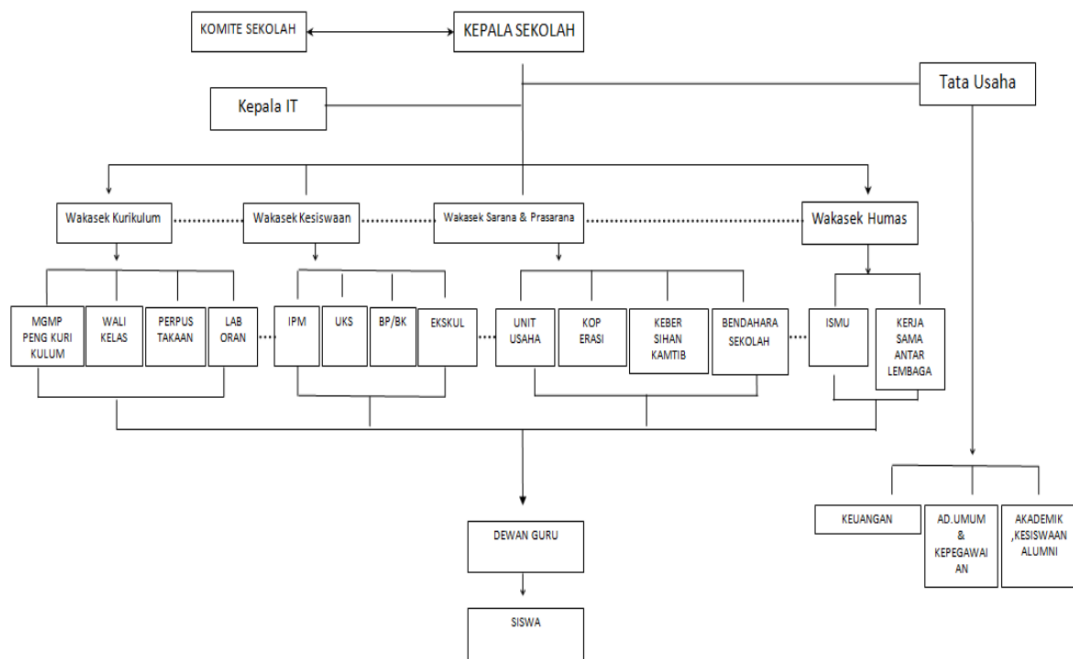 KOMITE SEKOLAH
KEPALA SEKOLAH
Tata Usaha
Kepala IT
Wakasek Kurikulum
Wakasek Kesiswaan
Wakasek Sarana & Prasarana
Wakasek Humas
MGMP
PENG KURI
KULUM
WALI
KELAS
PERPUS
TAKAAN
LAB
ORAN
IPM
UKS
BP/BK
EKSKUL
UNIT
USAHA
KOP
ERASI
KEBER
SIHAN
KAMTIB
BENDAHARA
SEKOLAH
ISMU
KERJA
SAMA
ANTAR
LEMBAGA
KEUANGAN
AD.UMUM
&
KEPEGAWAI
AN
AKADEMIK
,KESISWAAN
ALUMNI
DEWAN GURU
SISWA